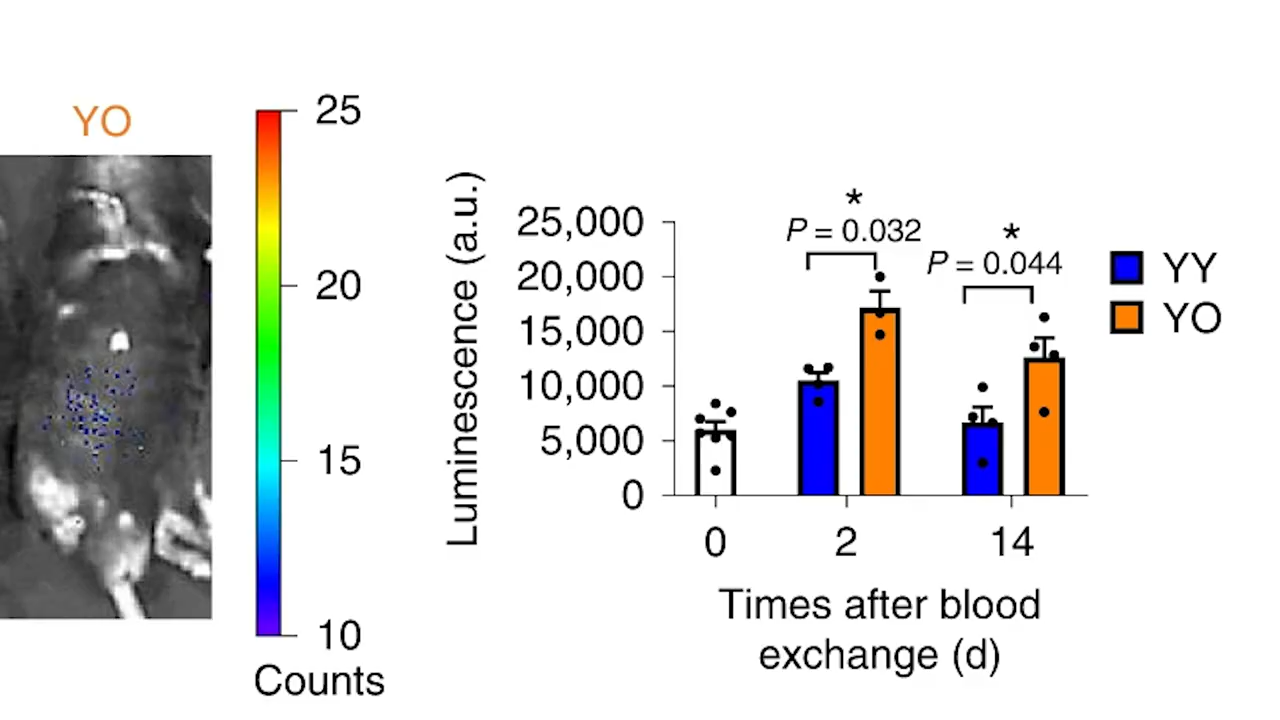 YO
25
20
15
10
Counts
Luminescence (a.u.)
25,000
20,000
15,000
10,000
5,000
0
*
P = 0.032
*
P = 0.044
0
2
14
Times after blood
exchange (d)
YY
YO